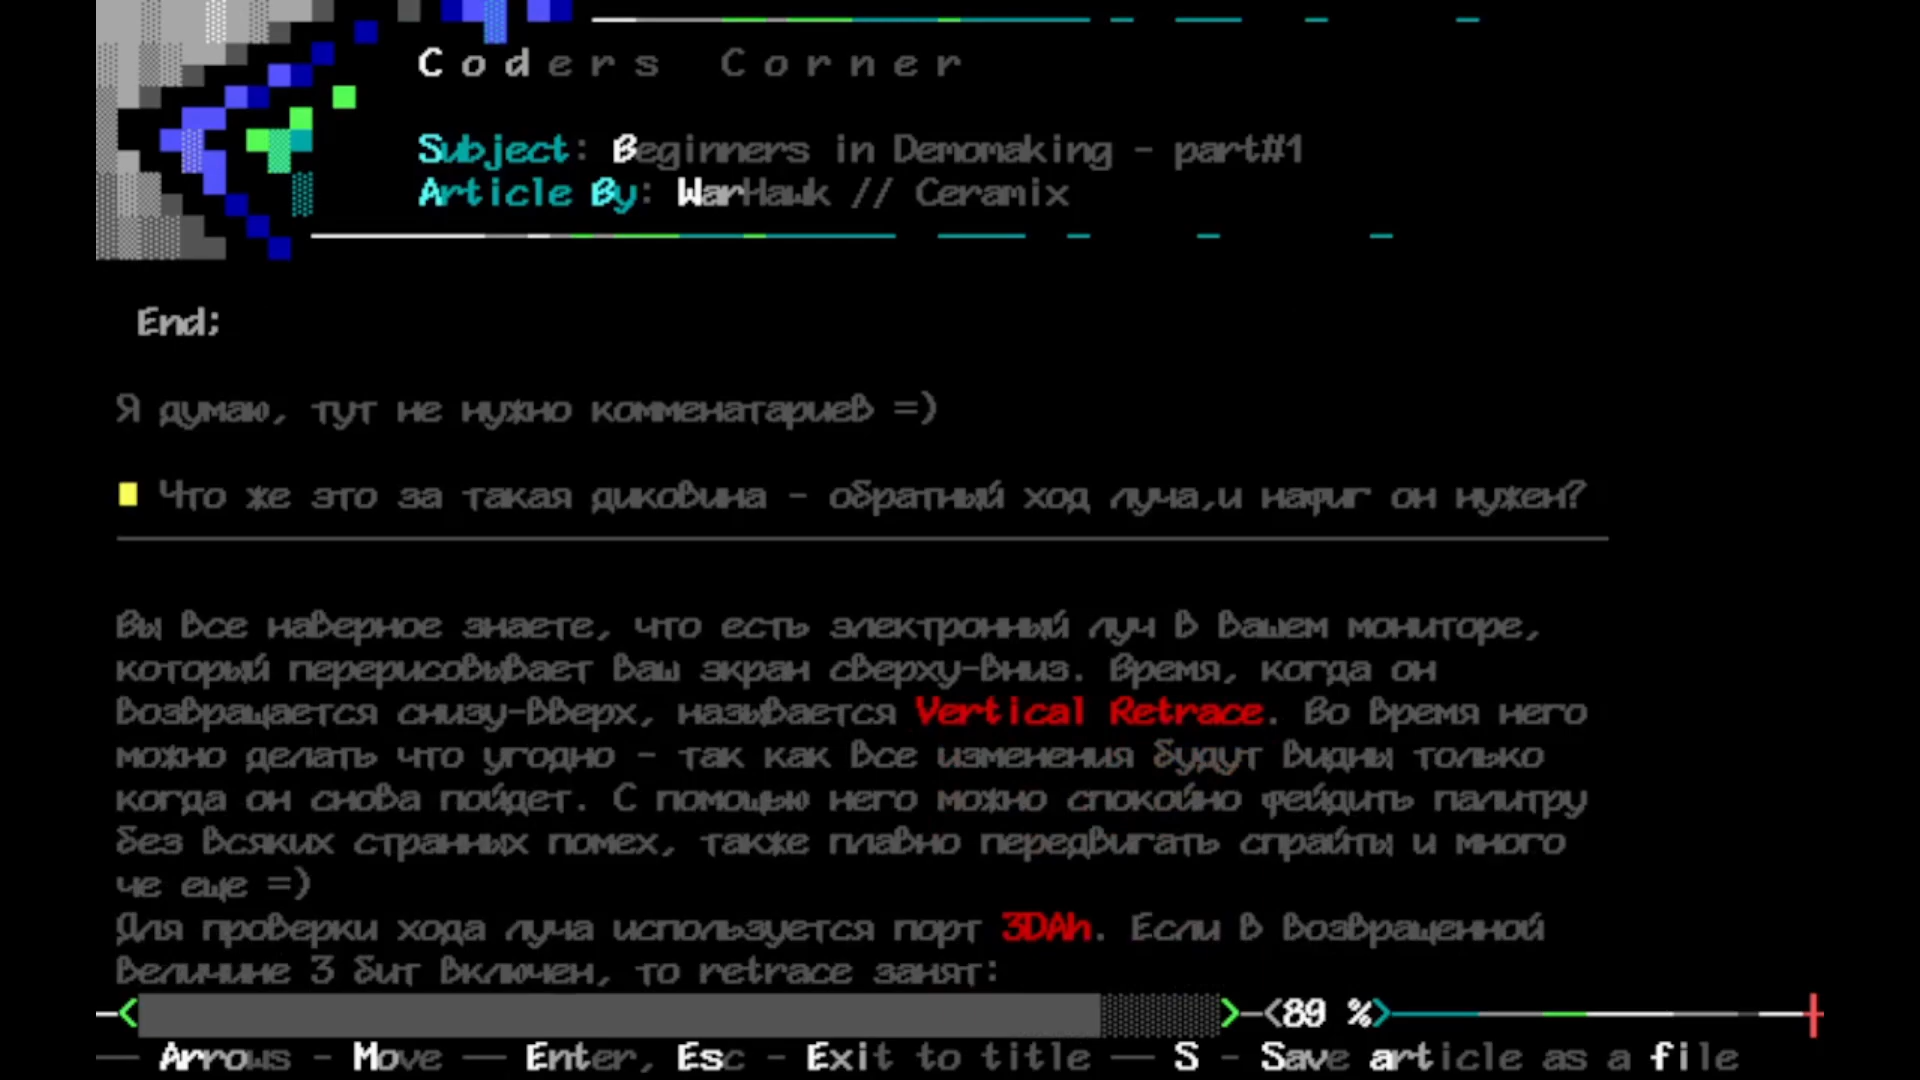 Coders Corner
Subject: Beginners in Demomaking - part#1
Article By: WarHawk // Ceramix
End;
Я думаю, тут не нужно комменатариев =)
Что же это за такая диковина - обратный ход луча,и нафиг он нужен?
Вы все наверное знаете, что есть электронный луч в вашем мониторе,
который перерисовывает ваш экран сверху-вниз. Время, когда он
возвращается снизу-вверх, называется Vertical Retrace. Во время него
можно делать что угодно - так как все изменения будут видны только
когда он снова пойдет. С помощью него можно спокойно фейдить палитру
без всяких странных помех, также плавно передвигать спрайты и много
че еще =)
Для проверки хода луча используется порт 3DAh. Если в возвращенной
величине 3 бит включен, то retrace занят:
<89 %>
Arrows - Move — Enter, Esc - Exit to title — S - Save article as a file